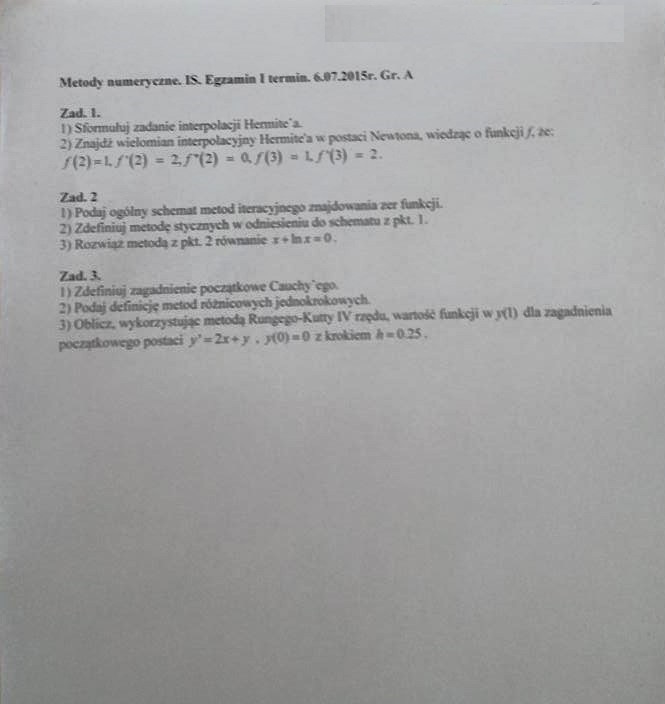 Metody numeryczne. IS. Egzamin I termin. 6.07.2015r. Gr. A
Zad. 1.
1) Sformułuj zadanie interpolacji Hermite'a.
2) Znajdź wielomian interpolacyjny Hermite'a w postaci Newtona, wiedząc o funkcji f, że:
f(2)=1, f'(2) = 2, f''(2) = 0, f(3) = 1, f'(3) = 2.
Zad. 2
1) Podaj ogólny schemat metod iteracyjnego znajdowania zer funkcji.
2) Zdefiniuj metodę stycznych w odniesieniu do schematu z pkt. 1.
3) Rozwiąż metodą z pkt. 2 równanie x + ln x = 0.
Zad. 3.
1) Zdefiniuj zagadnienie początkowe Cauchy'ego.
2) Podaj definicję metod różnicowych jednokrokowych.
3) Oblicz, wykorzystując metodą Rungego-Kutty IV rzędu, wartość funkcji w y(1) dla zagadnienia
początkowego postaci y' = 2x + y , y(0) = 0 z krokiem h = 0.25 .